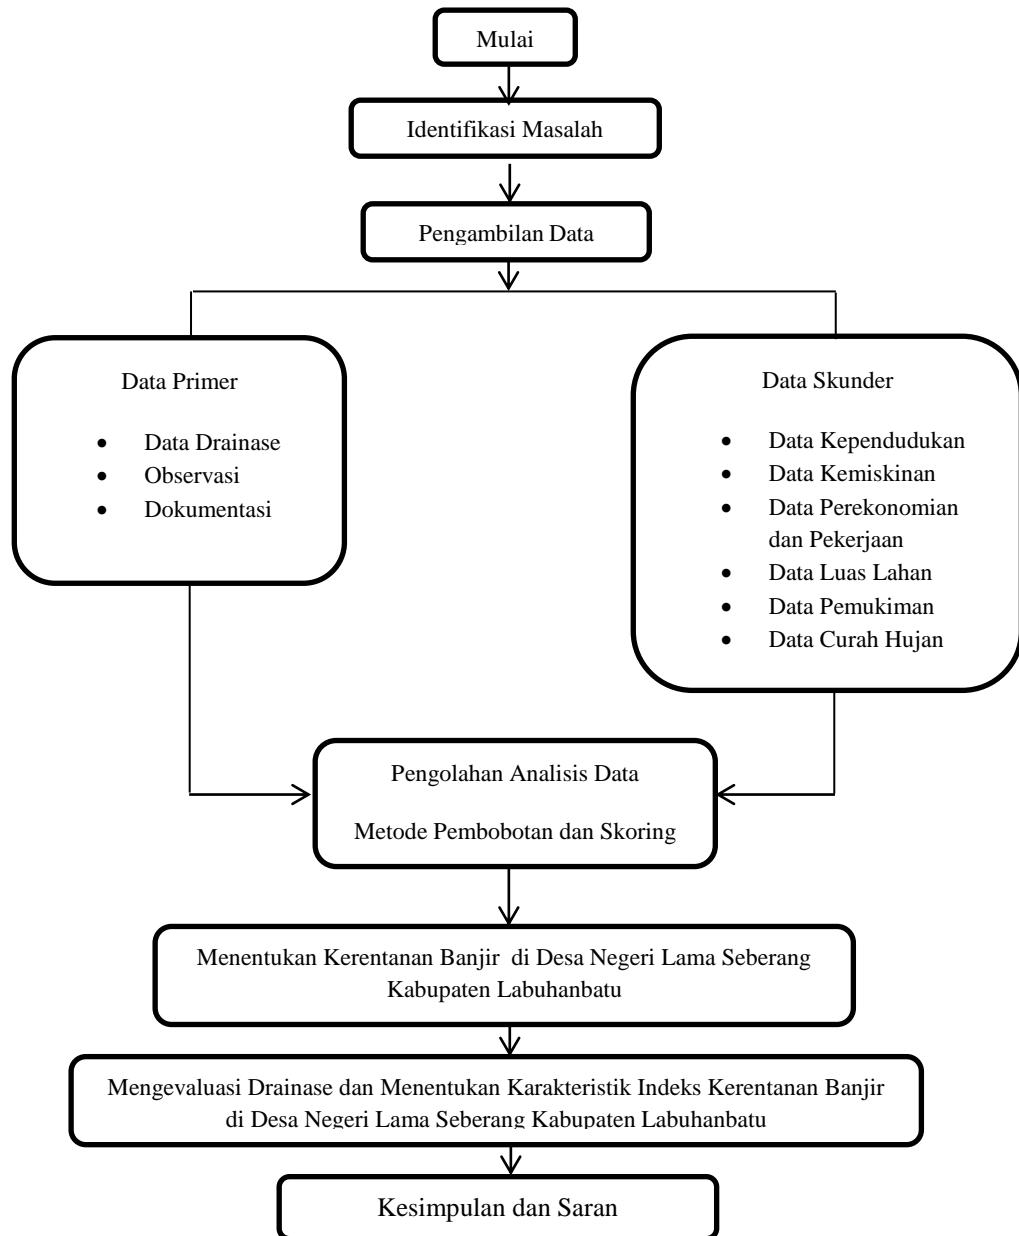 Mulai
Identifikasi Masalah
Pengambilan Data
Data Primer
• Data Drainase
• Observasi
• Dokumentasi
Data Skunder
• Data Kependudukan
• Data Kemiskinan
• Data Perekonomian
dan Pekerjaan
• Data Luas Lahan
• Data Pemukiman
• Data Curah Hujan
Pengolahan Analisis Data
Metode Pembobotan dan Skoring
Menentukan Kerentanan Banjir di Desa Negeri Lama Seberang
Kabupaten Labuhanbatu
Mengevaluasi Drainase dan Menentukan Karakteristik Indeks Kerentanan Banjir
di Desa Negeri Lama Seberang Kabupaten Labuhanbatu
Kesimpulan dan Saran